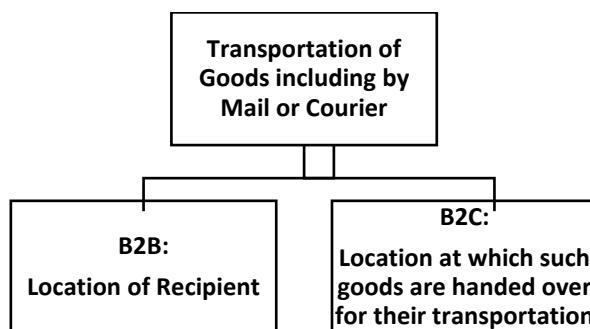 Transportation of
Goods including by
Mail or Courier
B2B:
Location of Recipient
B2C:
Location at which such
goods are handed over
for their transportation